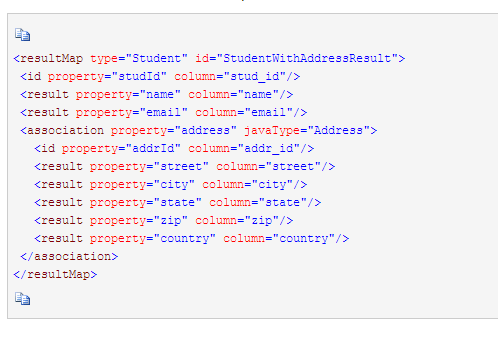 <resultMap type="Student" id="StudentWithAddressResult">
<id property="studId" column="stud_id"/>
<result property="name" column="name"/>
<result property="email" column="email"/>
<association property="address" javaType="Address">
<id property="addrId" column="addr_id"/>
<result property="street" column="street"/>
<result property="city" column="city"/>
<result property="state" column="state"/>
<result property="zip" column="zip"/>
<result property="country" column="country"/>
</association>
</resultMap>